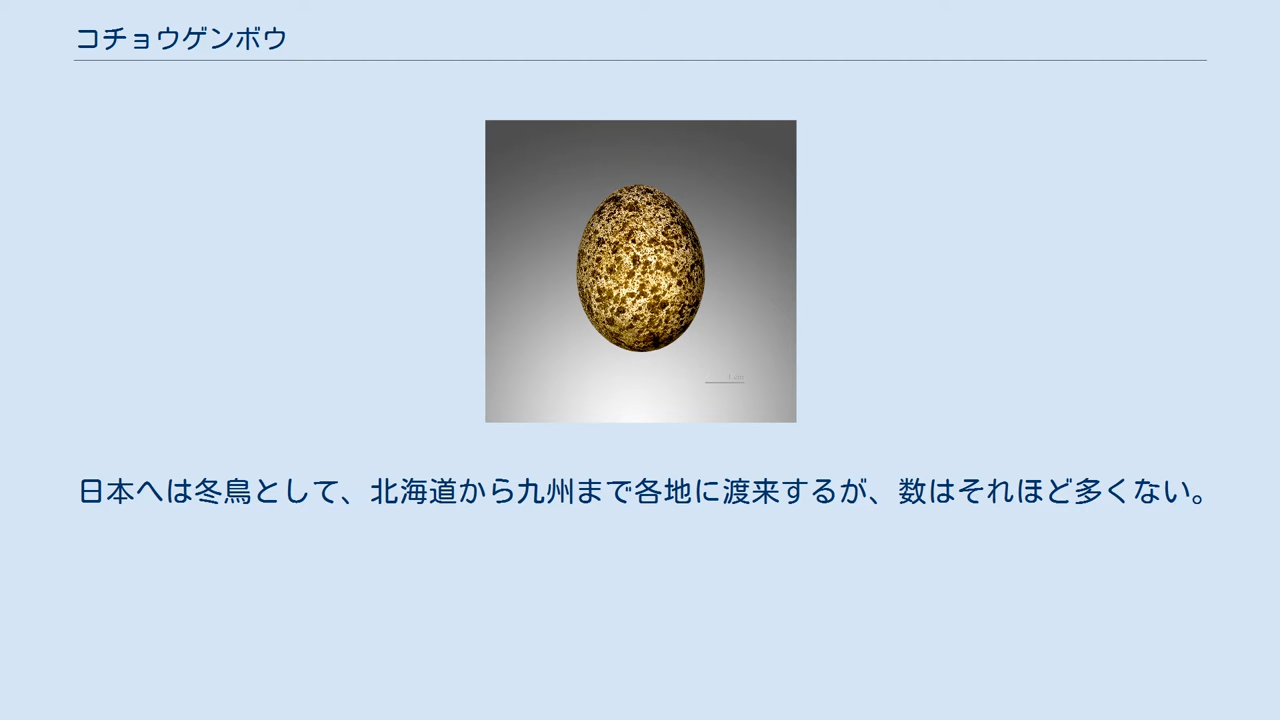 コチョウゲンボウ
日本へは冬鳥として、北海道から九州まで各地に渡来するが、数はそれほど多くない。